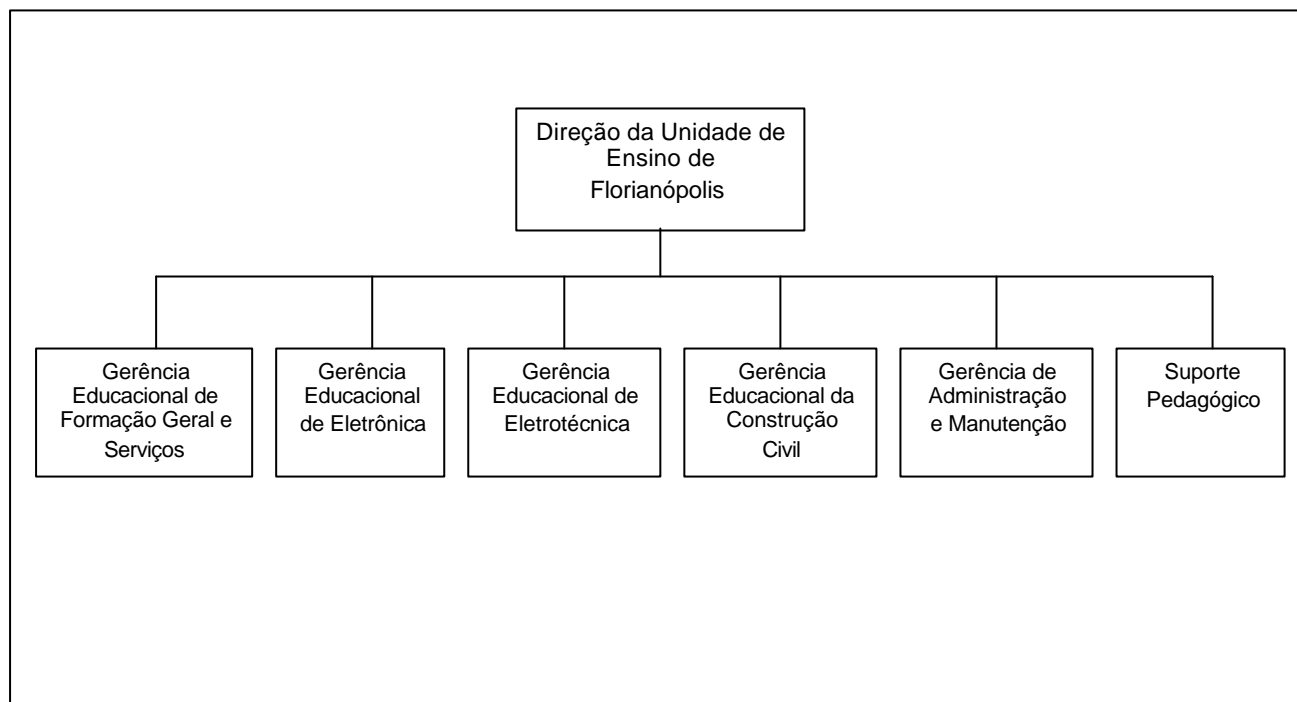 Direção da Unidade de
Ensino de
Florianópolis
Gerência
Educacional de
Formação Geral e
Serviços
Gerência
Educacional
de Eletrônica
Gerência
Educacional de
Eletrotécnica
Gerência
Educacional da
Construção
Civil
Gerência de
Administração
e Manutenção
Suporte
Pedagógico